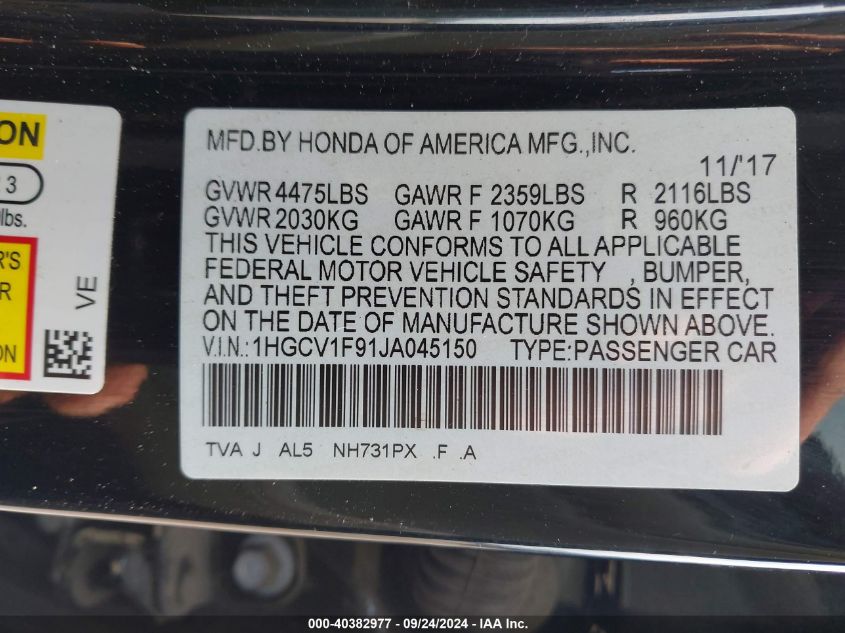 ON
3
lbs.
R'S
R
ON
VE
MFD.BY HONDA OF AMERICA MFG.,INC.
11/'17
GVWR 4475LBS GAWR F 2359LBS R 2116LBS
GVWR 2030KG GAWR F 1070KG R 960KG
THIS VEHICLE CONFORMS TO ALL APPLICABLE
FEDERAL MOTOR VEHICLE SAFETY , BUMPER,
AND THEFT PREVENTION STANDARDS IN EFFECT
ON THE DATE OF MANUFACTURE SHOWN ABOVE.
V.I.N.:1HGCV1F91JA045150 TYPE:PASSENGER CAR
TVA J AL5 NH731PX .F .A
000-40382977 - 09/24/2024 - IAA Inc.